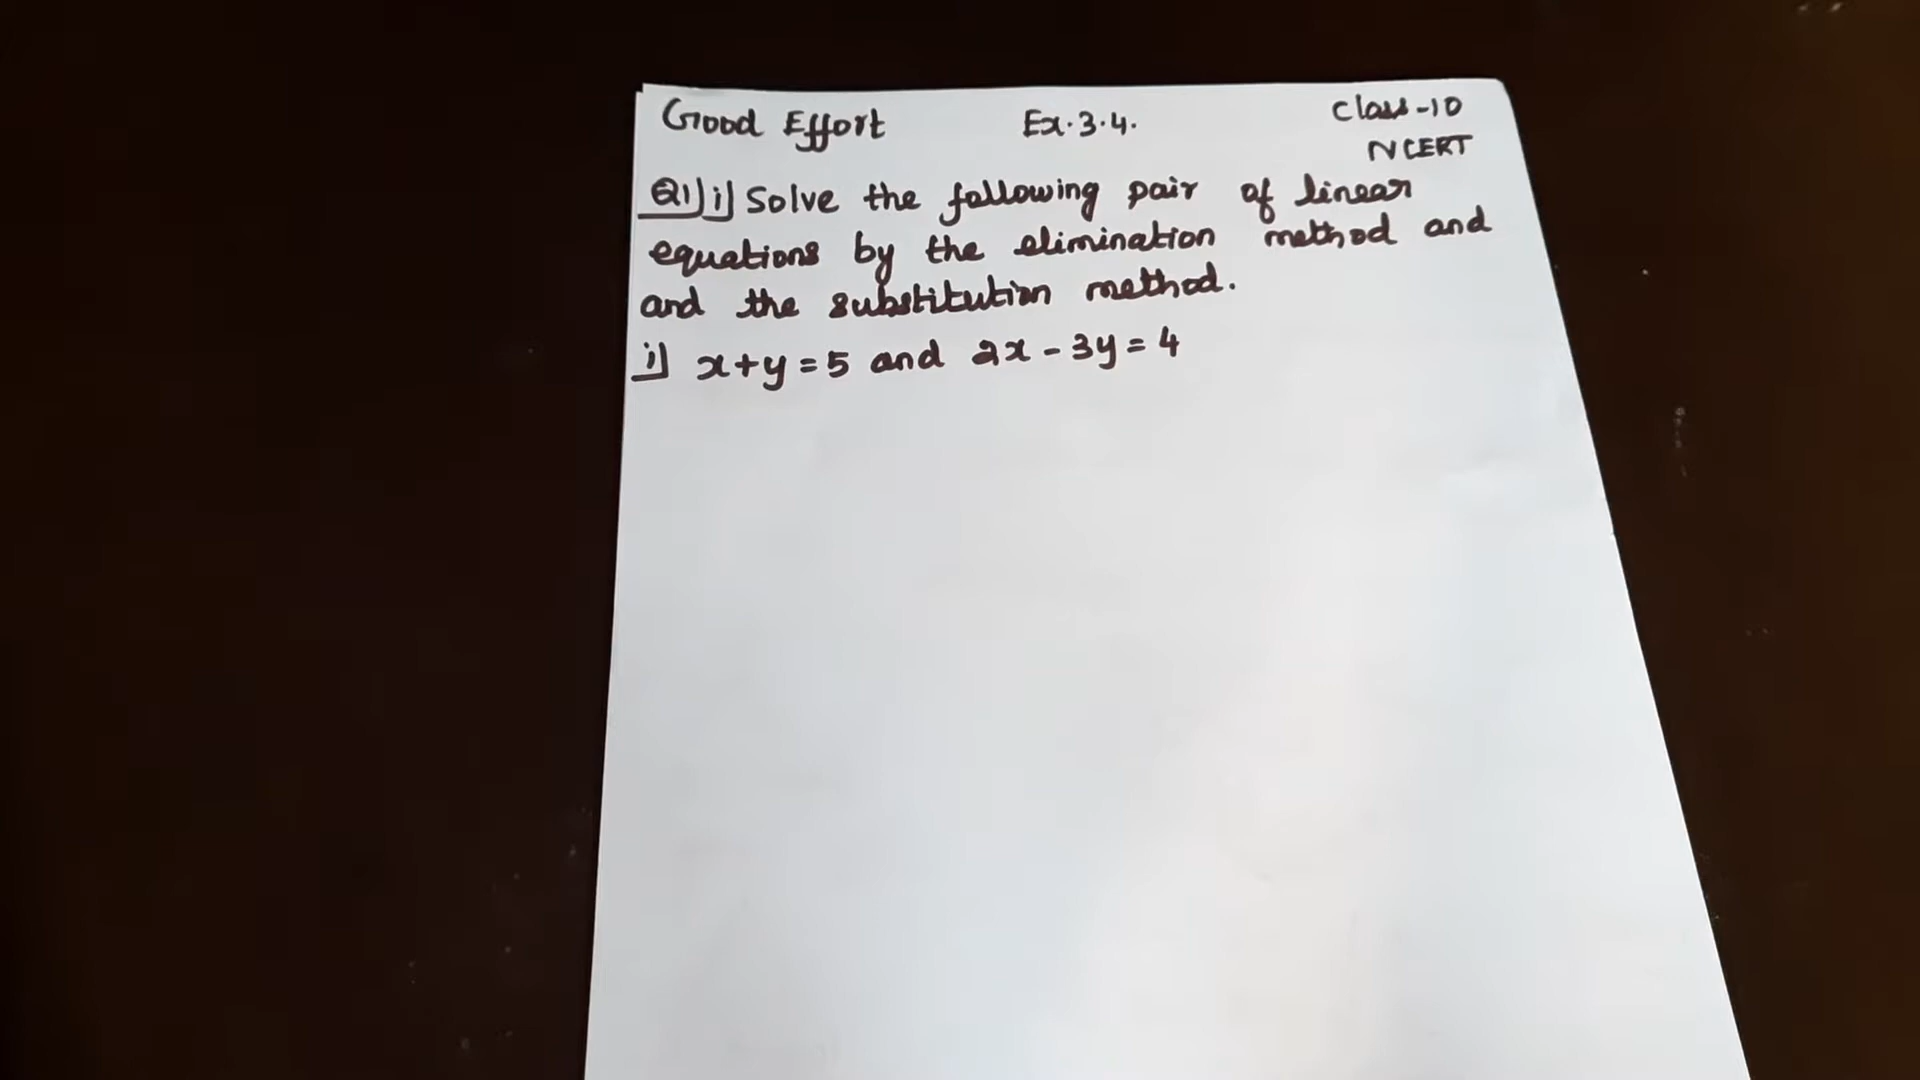 Good Effort Ex.3.4. Class-10
NCERT
Q1) i) Solve the following pair of linear
equations by the elimination method and
and the substitution method.
i) x+y=5 and 2x-3y=4